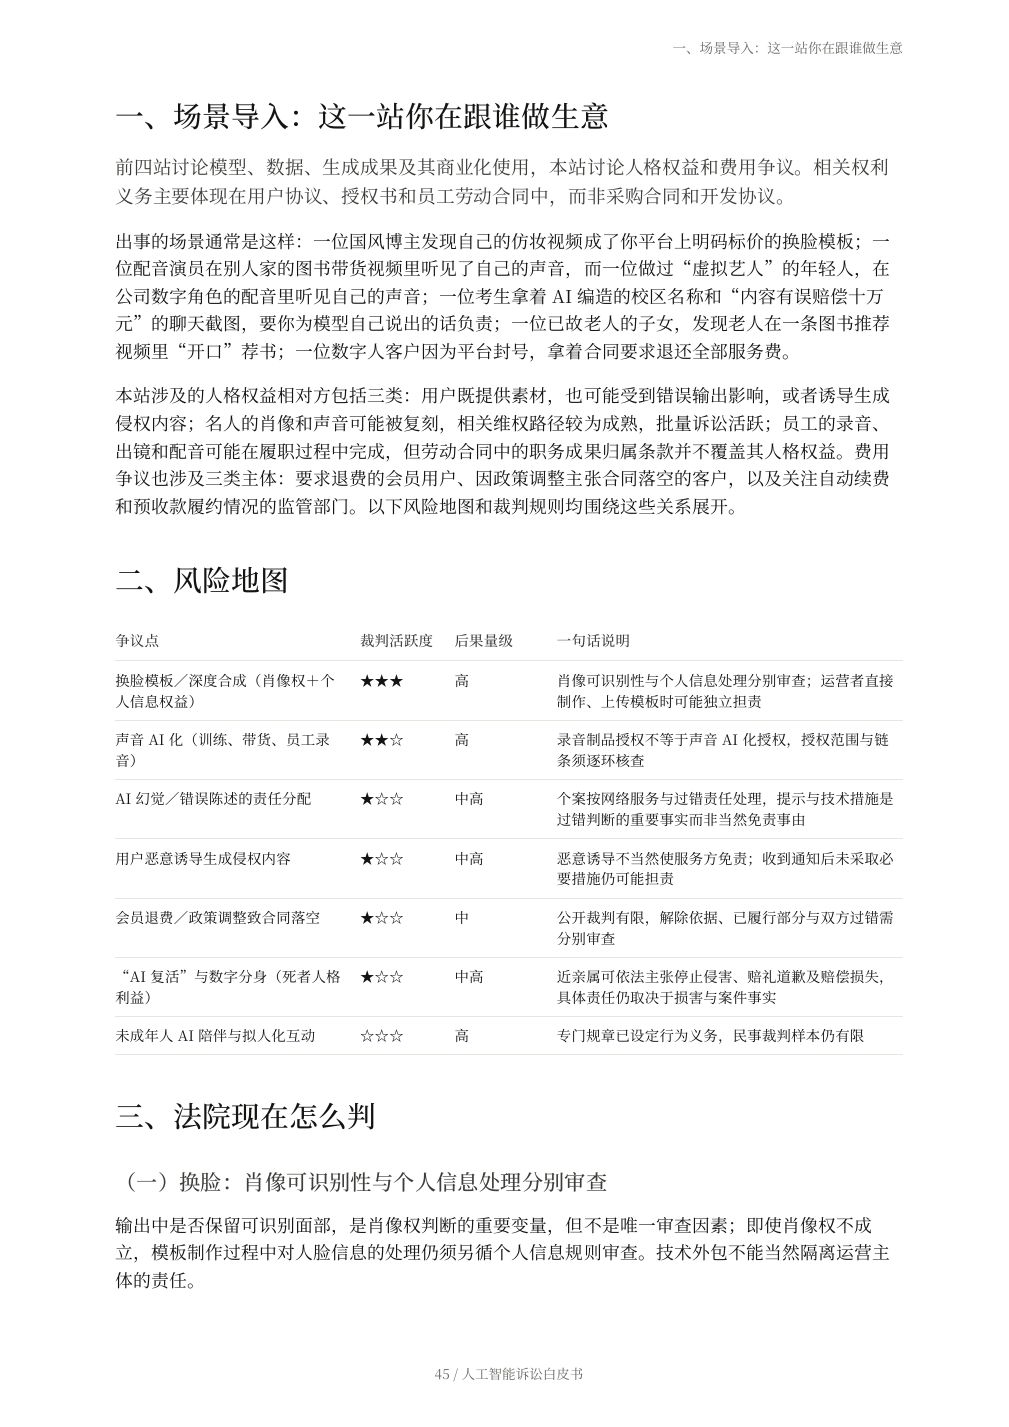 一、场景导入：这一站你在跟谁做生意
一、场景导入：这一站你在跟谁做生意
前四站讨论模型、数据、生成成果及其商业化使用，本站讨论人格权益和费用争议。相关权利
义务主要体现在用户协议、授权书和员工劳动合同中，而非采购合同和开发协议。
出事的场景通常是这样：一位国风博主发现自己的仿妆视频成了你平台上明码标价的换脸模板；一
位配音演员在别人家的图书带货视频里听见了自己的声音，而一位做过“虚拟艺人”的年轻人，在
公司数字角色的配音里听见自己的声音；一位考生拿着 AI 编造的校区名称和“内容有误赔偿十万
元”的聊天截图，要你为模型自己说出的话负责；一位已故老人的子女，发现老人在一条图书推荐
视频里“开口”荐书；一位数字人客户因为平台封号，拿着合同要求退还全部服务费。
本站涉及的人格权益相对方包括三类：用户既提供素材，也可能受到错误输出影响，或者诱导生成
侵权内容；名人的肖像和声音可能被复刻，相关维权路径较为成熟，批量诉讼活跃；员工的录音、
出镜和配音可能在履职过程中完成，但劳动合同中的职务成果归属条款并不覆盖其人格权益。费用
争议也涉及三类主体：要求退费的会员用户、因政策调整主张合同落空的客户，以及关注自动续费
和预收款履约情况的监管部门。以下风险地图和裁判规则均围绕这些关系展开。
二、风险地图
争议点 裁判活跃度 后果量级 一句话说明
换脸模板／深度合成（肖像权＋个 ★★★ 高 肖像可识别性与个人信息处理分别审查；运营者直接
人信息权益） 制作、上传模板时可能独立担责
声音 AI 化（训练、带货、员工录 ★★☆ 高 录音制品授权不等于声音 AI 化授权，授权范围与链
音） 条须逐环核查
AI 幻觉／错误陈述的责任分配 ★☆☆ 中高 个案按网络服务与过错责任处理，提示与技术措施是
过错判断的重要事实而非当然免责事由
用户恶意诱导生成侵权内容 ★☆☆ 中高 恶意诱导不当然使服务方免责；收到通知后未采取必
要措施仍可能担责
会员退费／政策调整致合同落空 ★☆☆ 中 公开裁判有限，解除依据、已履行部分与双方过错需
分别审查
“AI 复活”与数字分身（死者人格 ★☆☆ 中高 近亲属可依法主张停止侵害、赔礼道歉及赔偿损失，
利益） 具体责任仍取决于损害与案件事实
未成年人 AI 陪伴与拟人化互动 ☆☆☆ 高 专门规章已设定行为义务，民事裁判样本仍有限
三、法院现在怎么判
（一）换脸：肖像可识别性与个人信息处理分别审查
输出中是否保留可识别面部，是肖像权判断的重要变量，但不是唯一审查因素；即使肖像权不成
立，模板制作过程中对人脸信息的处理仍须另循个人信息规则审查。技术外包不能当然隔离运营主
体的责任。
45 / 人工智能诉讼白皮书